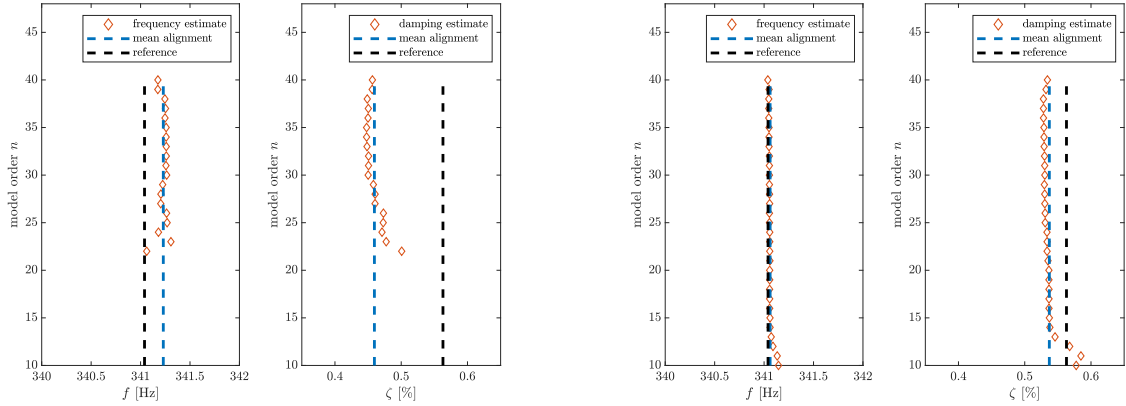 frequency estimate
mean alignment
reference
45
40
35
30
25
20
15
10
model order n
340
340.5
341
341.5
342
f [Hz]
damping estimate
mean alignment
reference
45
40
35
30
25
20
15
10
model order n
0.4
0.5
0.6
ζ [%]
frequency estimate
mean alignment
reference
45
40
35
30
25
20
15
10
model order n
340
340.5
341
341.5
342
f [Hz]
damping estimate
mean alignment
reference
45
40
35
30
25
20
15
10
model order n
0.4
0.5
0.6
ζ [%]